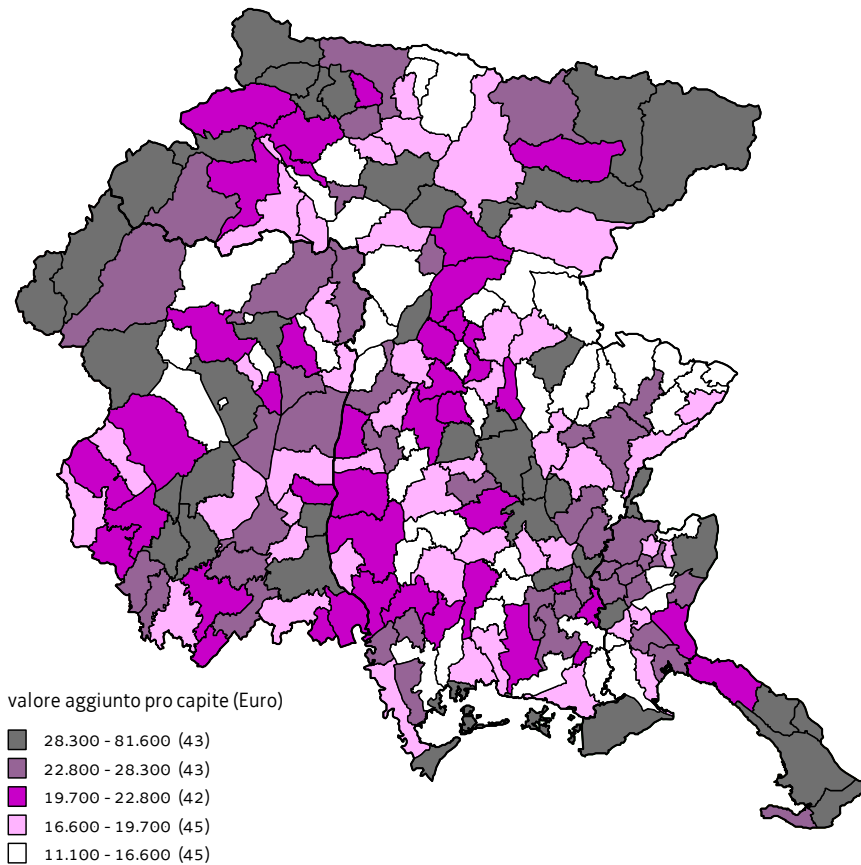 valore aggiunto pro capite (Euro)
28.300 - 81.600 (43)
22.800 - 28.300 (43)
19.700 - 22.800 (42)
16.600 - 19.700 (45)
11.100 - 16.600 (45)